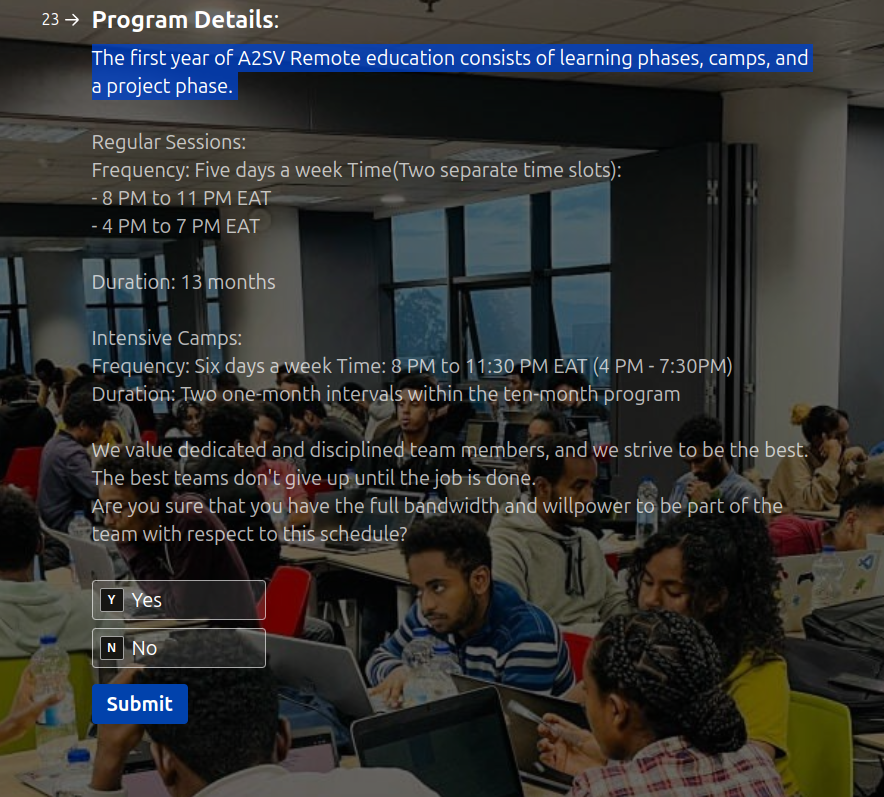 23 → Program Details:
The first year of A2SV Remote education consists of learning phases, camps, and
a project phase.
Regular Sessions:
Frequency: Five days a week Time(Two separate time slots):
- 8 PM to 11 PM EAT
- 4 PM to 7 PM EAT
Duration: 13 months
Intensive Camps:
Frequency: Six days a week Time: 8 PM to 11:30 PM EAT (4 PM - 7:30PM)
Duration: Two one-month intervals within the ten-month program
We value dedicated and disciplined team members, and we strive to be the best.
The best teams don't give up until the job is done.
Are you sure that you have the full bandwidth and willpower to be part of the
team with respect to this schedule?
Y Yes
N No
Submit